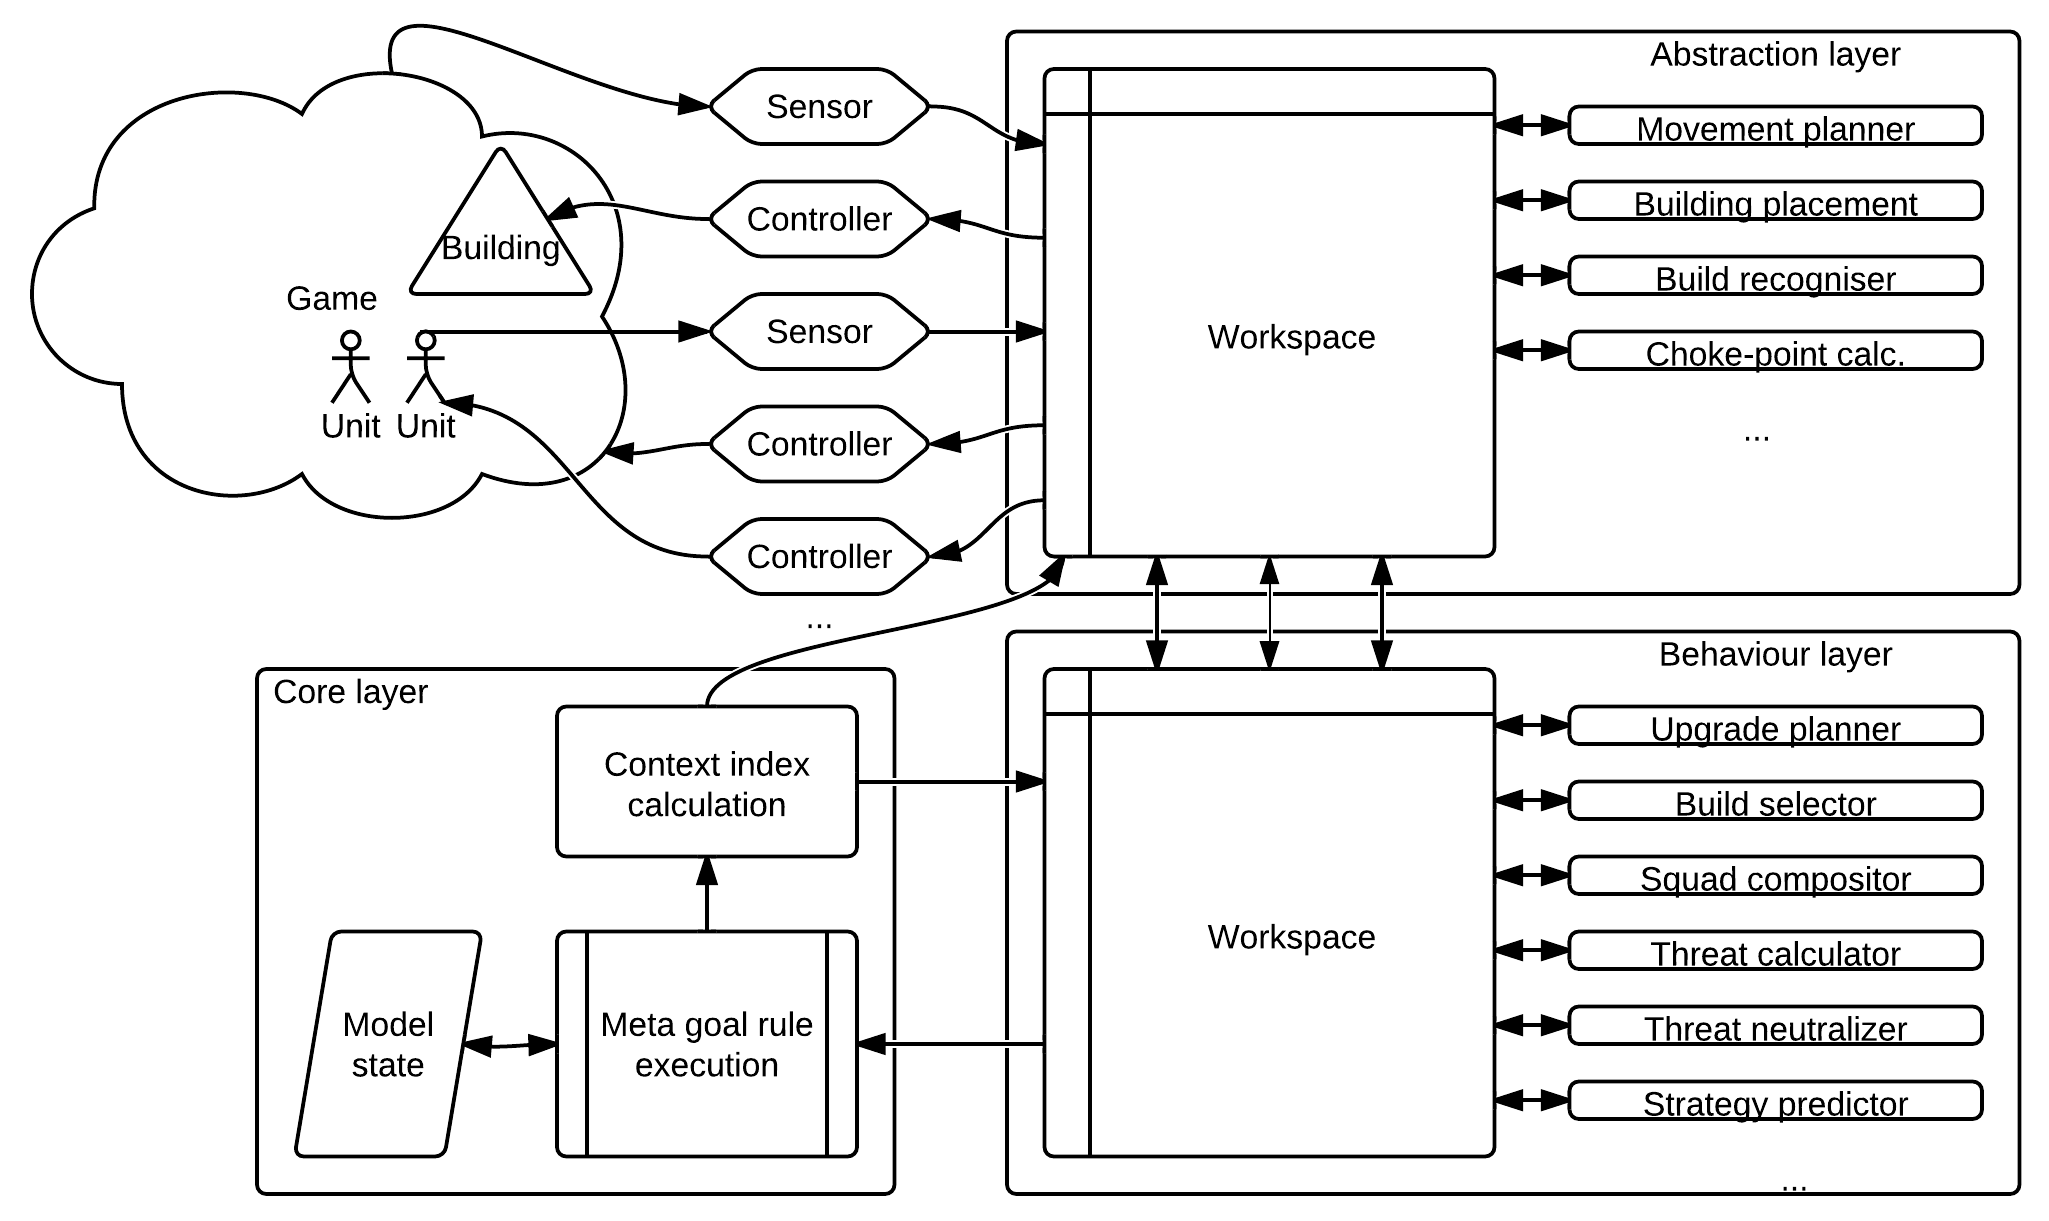 Abstraction layer
Sensor
Movement planner
Controller
Building placement
Building
Build recogniser
Game
Sensor
Workspace
Choke-point calc.
Unit Unit
Controller
...
Controller
...
Behaviour layer
Core layer
Upgrade planner
Context index
calculation
Build selector
Squad compositor
Workspace
Threat calculator
Model
state
Meta goal rule
execution
Threat neutralizer
Strategy predictor
...